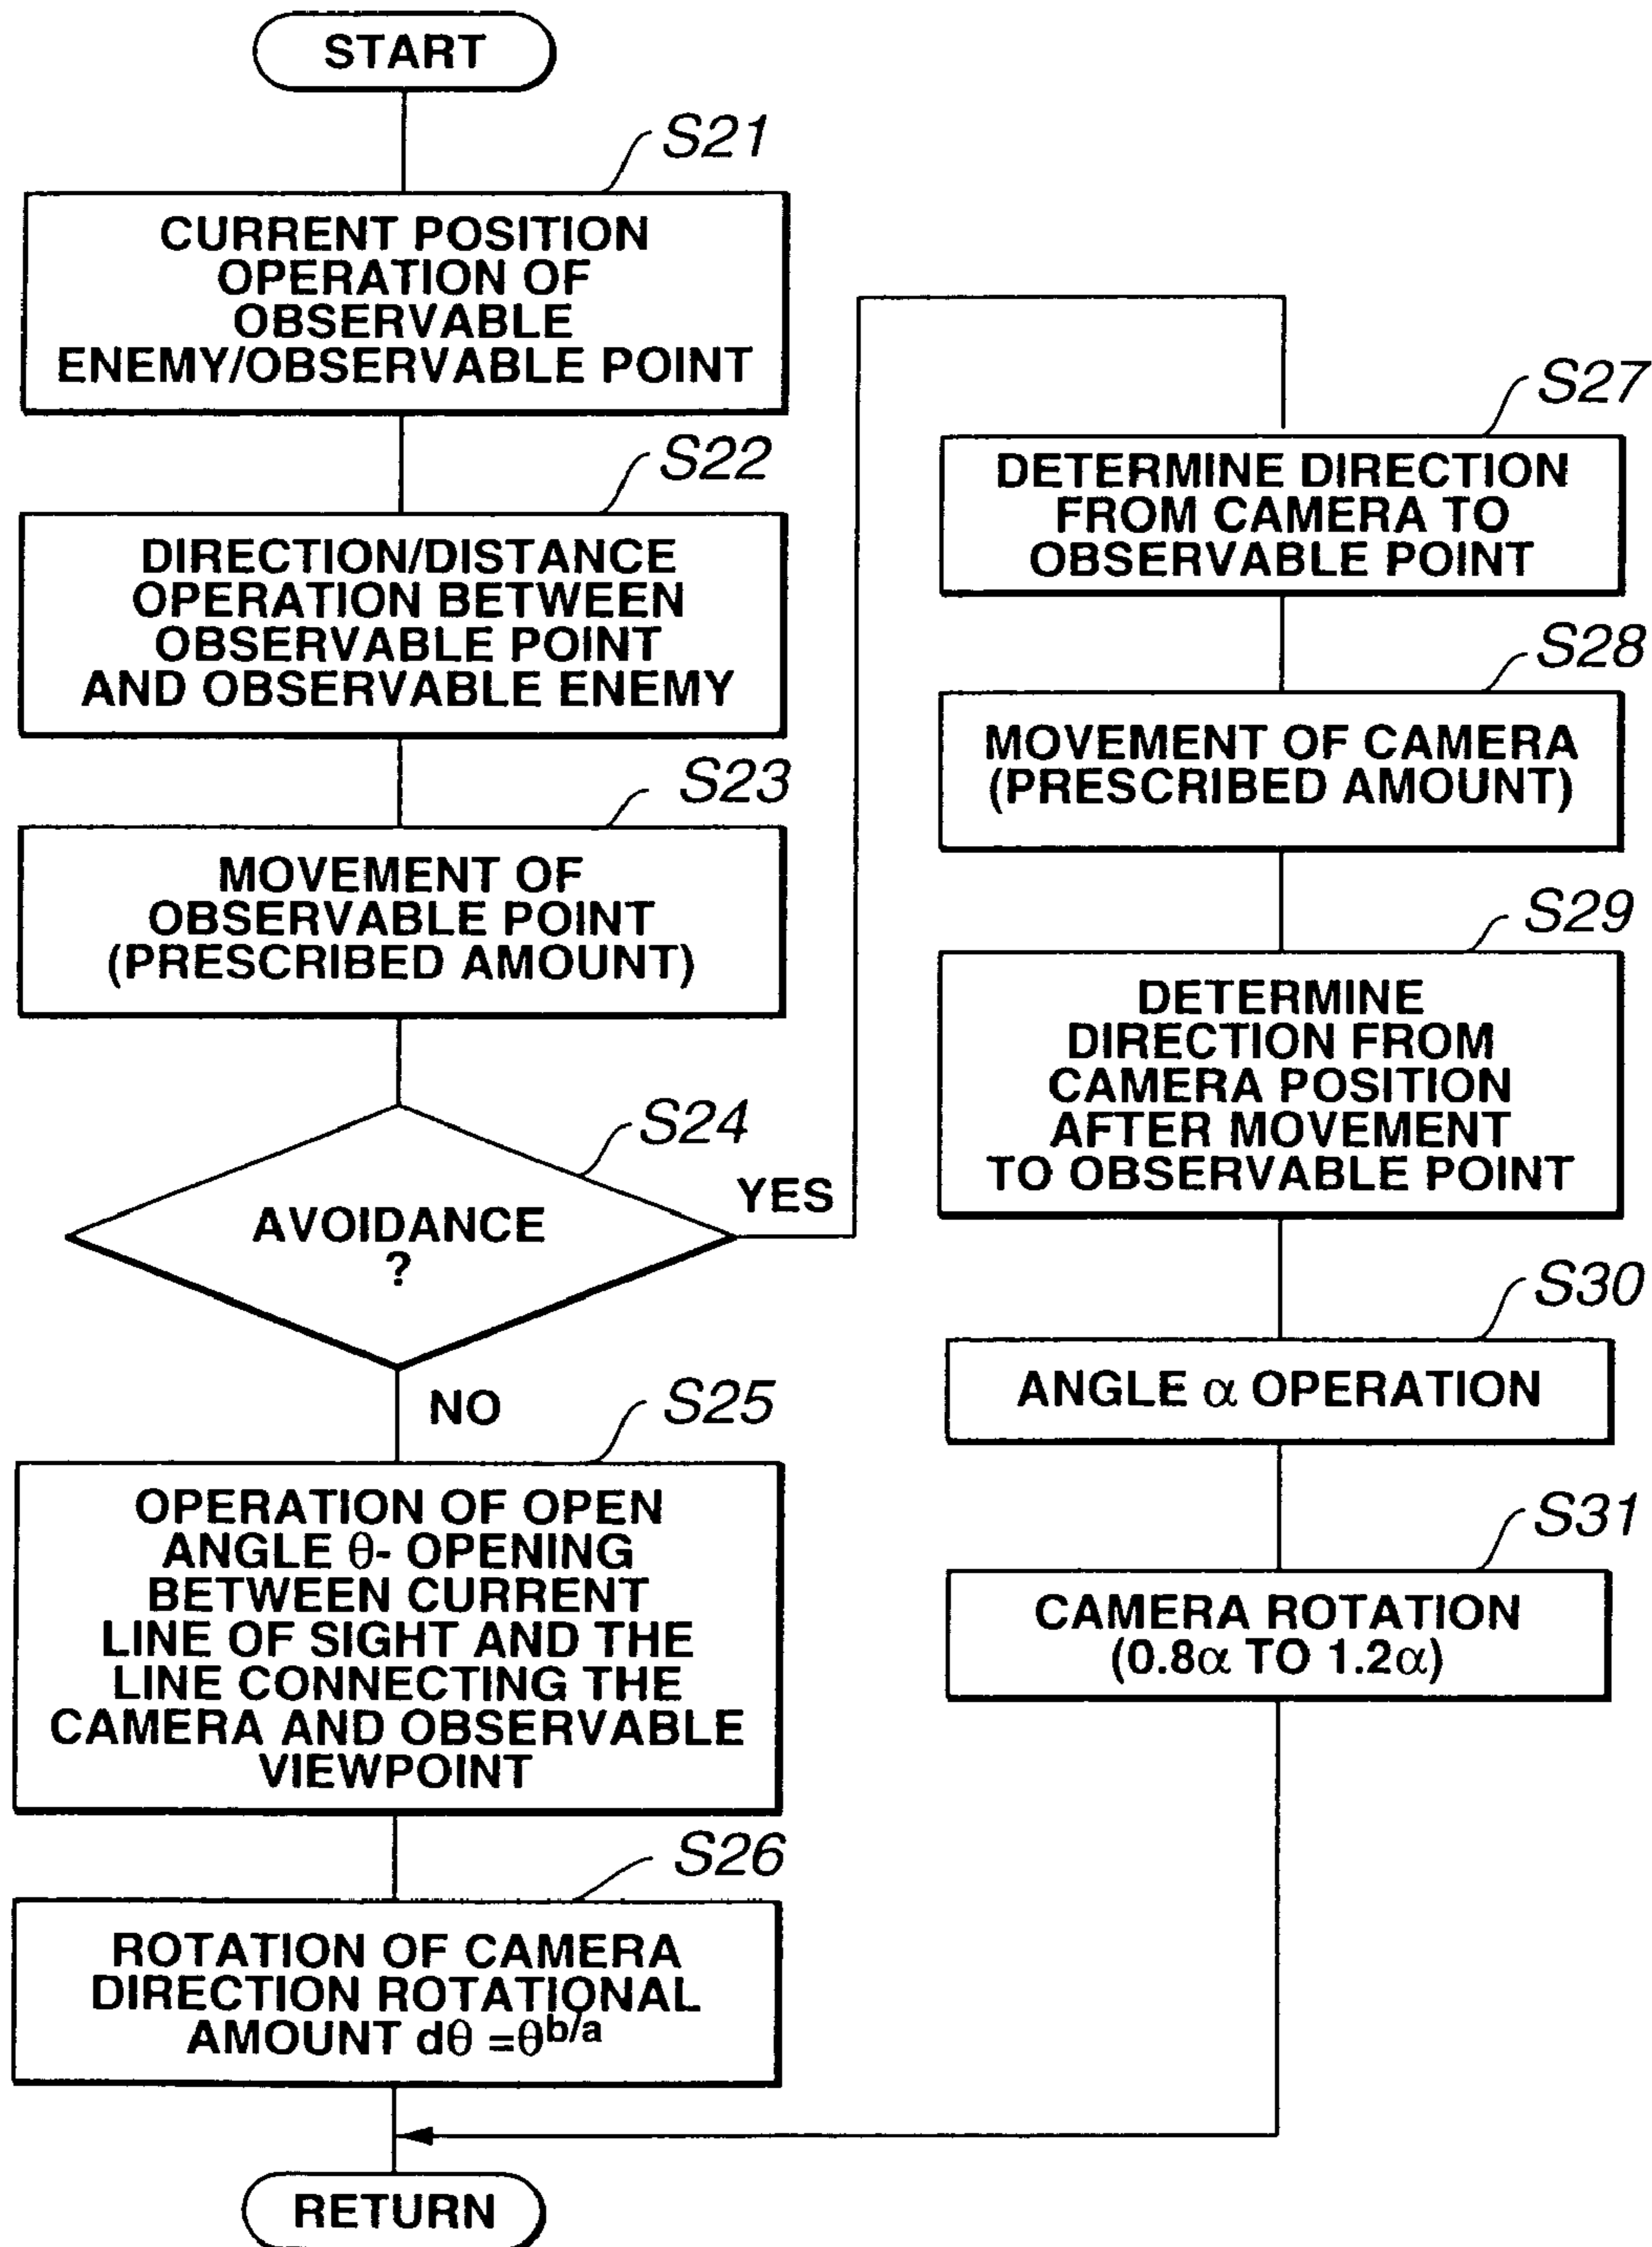 START
S21
CURRENT POSITION
OPERATION OF
OBSERVABLE
ENEMY/OBSERVABLE POINT
S22
DIRECTION/DISTANCE
OPERATION BETWEEN
OBSERVABLE POINT
AND OBSERVABLE ENEMY
S23
MOVEMENT OF
OBSERVABLE POINT
(PRESCRIBED AMOUNT)
S24
AVOIDANCE
?
YES
NO
S25
OPERATION OF OPEN
ANGLE θ- OPENING
BETWEEN CURRENT
LINE OF SIGHT AND THE
LINE CONNECTING THE
CAMERA AND OBSERVABLE
VIEWPOINT
S26
ROTATION OF CAMERA
DIRECTION ROTATIONAL
AMOUNT dθ =θ^b/a
S27
DETERMINE DIRECTION
FROM CAMERA TO
OBSERVABLE POINT
S28
MOVEMENT OF CAMERA
(PRESCRIBED AMOUNT)
S29
DETERMINE
DIRECTION FROM
CAMERA POSITION
AFTER MOVEMENT
TO OBSERVABLE POINT
S30
ANGLE α OPERATION
S31
CAMERA ROTATION
(0.8α TO 1.2α)
RETURN